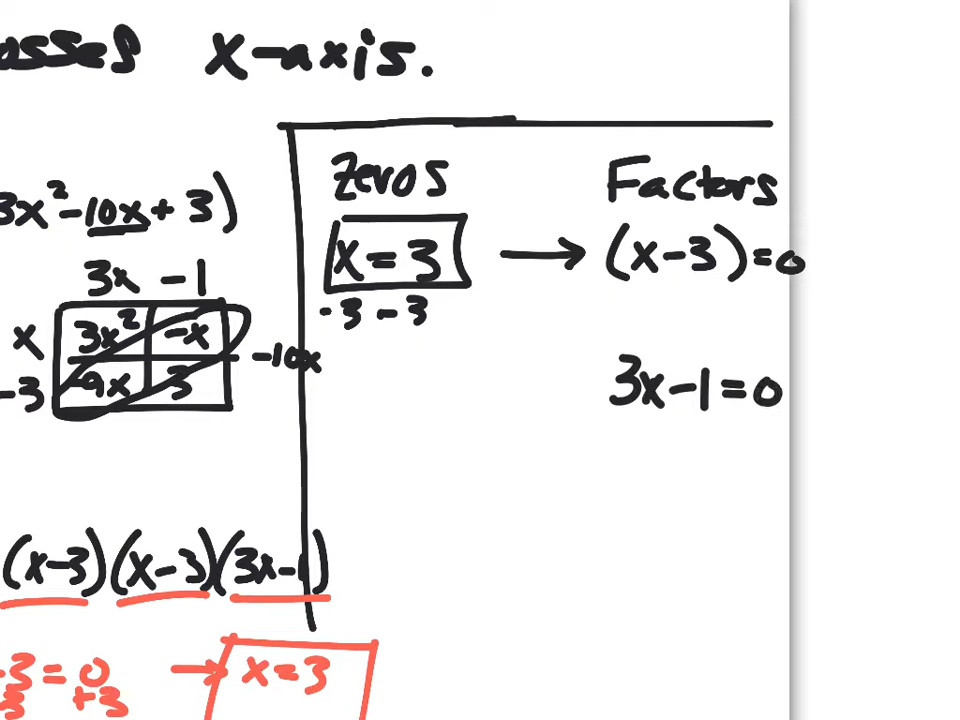 x-axis.
Zeros Factors
3x²-10x+3)
x=3 → (x-3)=0
3x -1
-3 -3
x 3x² -x
-10x
-3 -9x 3
3x-1=0
(x-3)(x-3)(3x-1)
-3=0 → x=3
+3